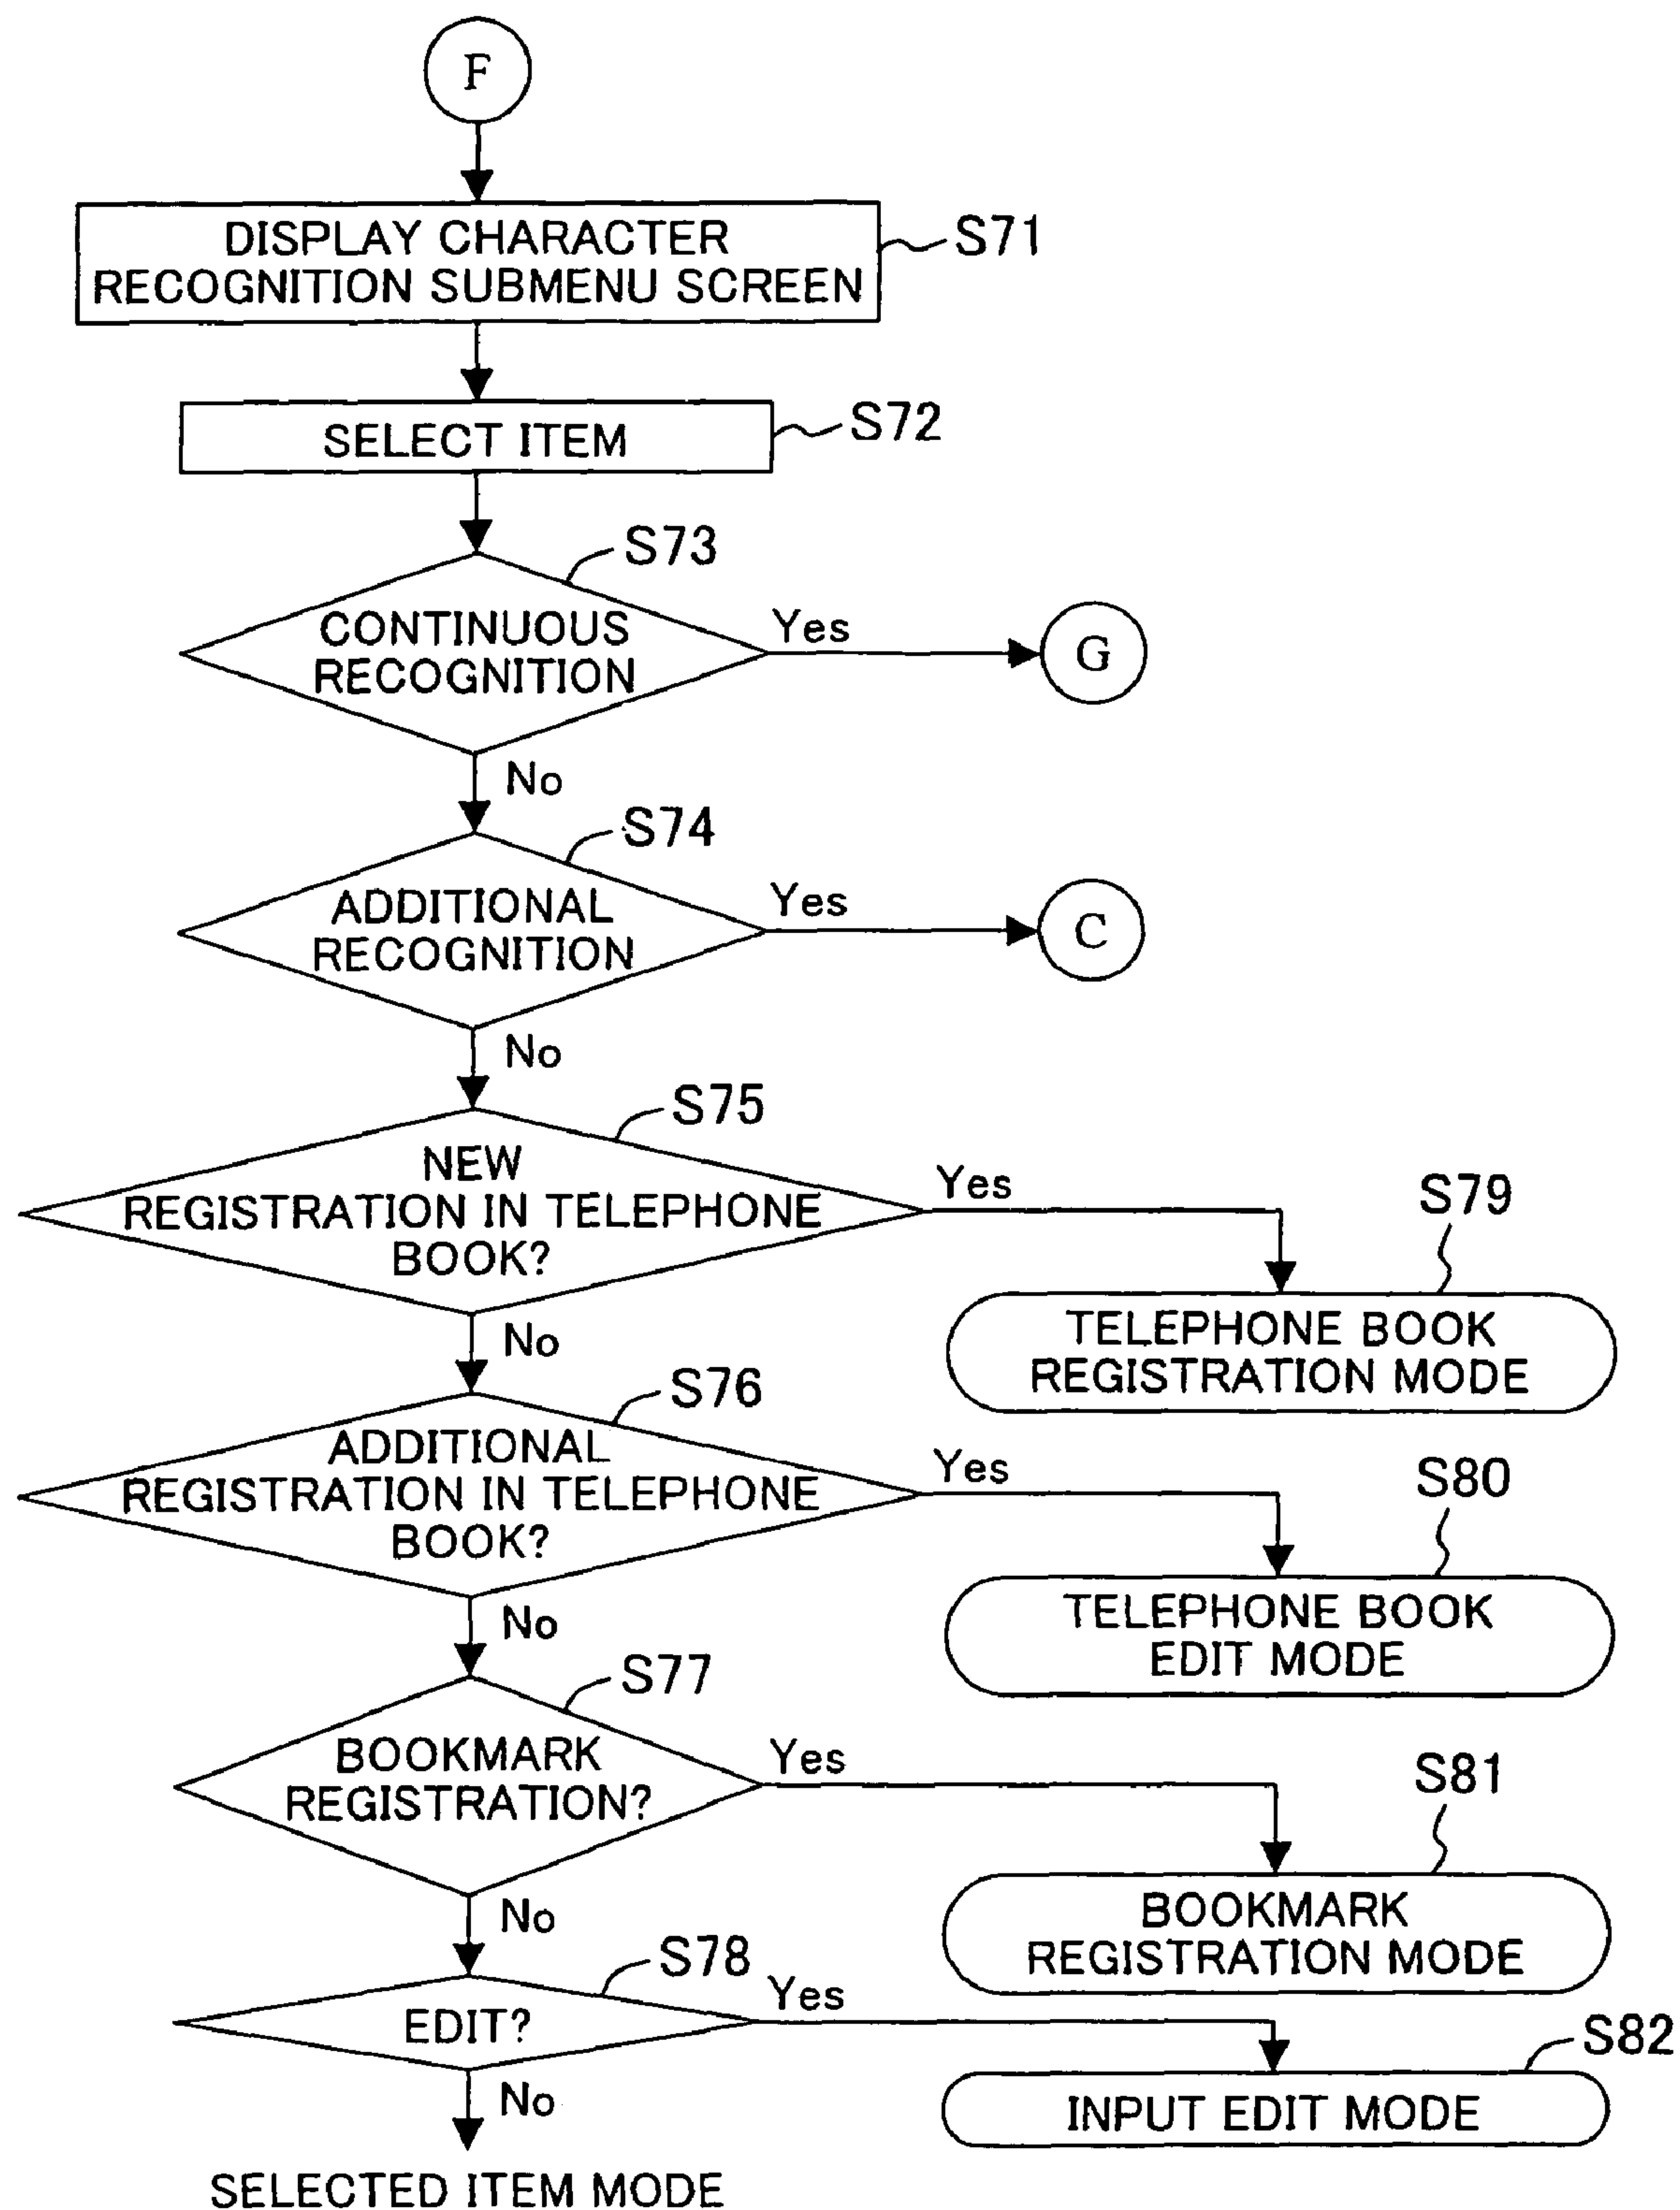 F
DISPLAY CHARACTER
RECOGNITION SUBMENU SCREEN
S71
SELECT ITEM
S72
S73
CONTINUOUS
RECOGNITION
Yes
G
No
S74
ADDITIONAL
RECOGNITION
Yes
C
No
S75
NEW
REGISTRATION IN TELEPHONE
BOOK?
Yes
S79
TELEPHONE BOOK
REGISTRATION MODE
No
S76
ADDITIONAL
REGISTRATION IN TELEPHONE
BOOK?
Yes
S80
TELEPHONE BOOK
EDIT MODE
No
S77
BOOKMARK
REGISTRATION?
Yes
S81
BOOKMARK
REGISTRATION MODE
No
S78
EDIT?
Yes
S82
INPUT EDIT MODE
No
SELECTED ITEM MODE